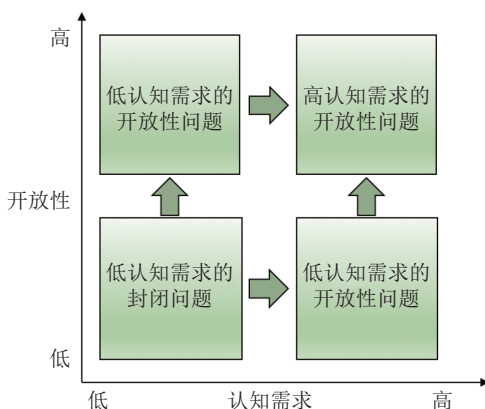 高
低认知需求的
开放性问题
高认知需求的
开放性问题
开放性
低认知需求的
封闭问题
低认知需求的
开放性问题
低
低
认知需求
高